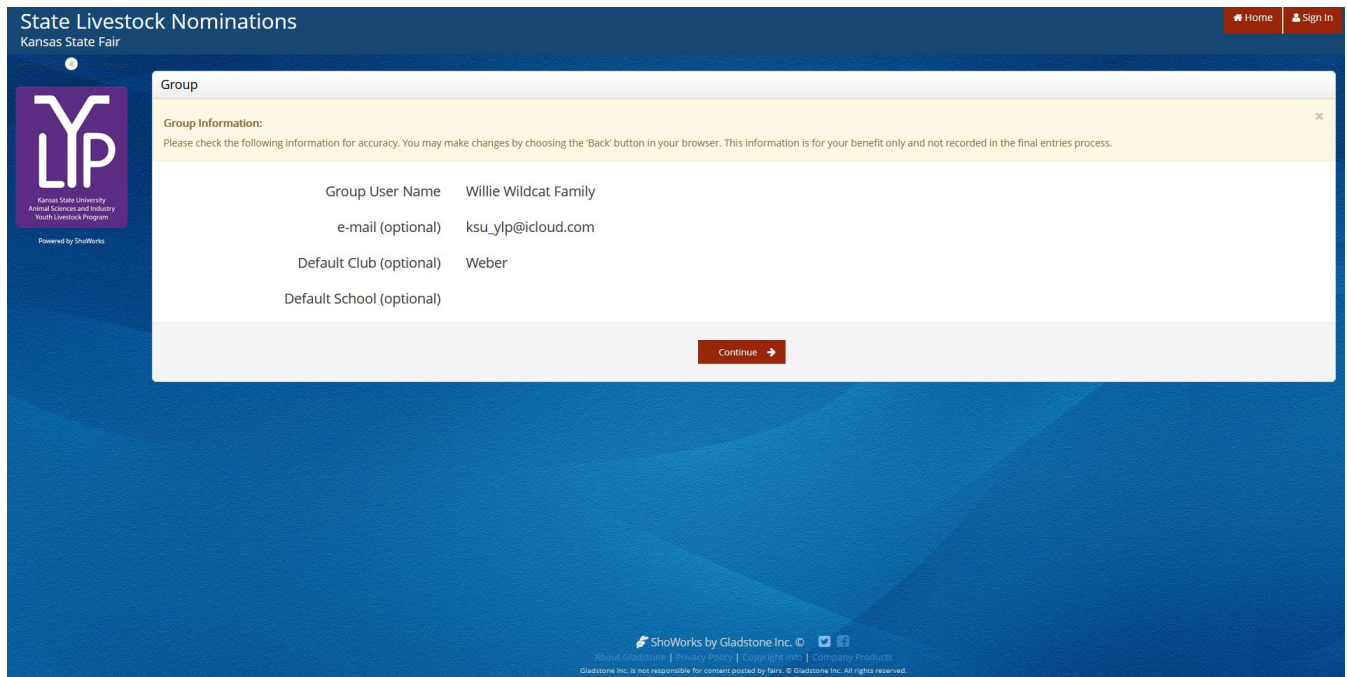 State Livestock Nominations
Kansas State Fair
Home
Sign In
YLP
Kansas State University
Animal Sciences and Industry
Youth Livestock Program
Powered by ShoWorks
Group
Group Information:
Please check the following information for accuracy. You may make changes by choosing the 'Back' button in your browser. This information is for your benefit only and not recorded in the final entries process.
Group User Name Willie Wildcat Family
e-mail (optional) ksu_ylp@icloud.com
Default Club (optional) Weber
Default School (optional)
Continue
ShoWorks by Gladstone Inc. ©
About Gladstone | Privacy Policy | Copyright Info | Company Products
Gladstone Inc. is not responsible for content posted by fairs. © Gladstone Inc. All rights reserved.